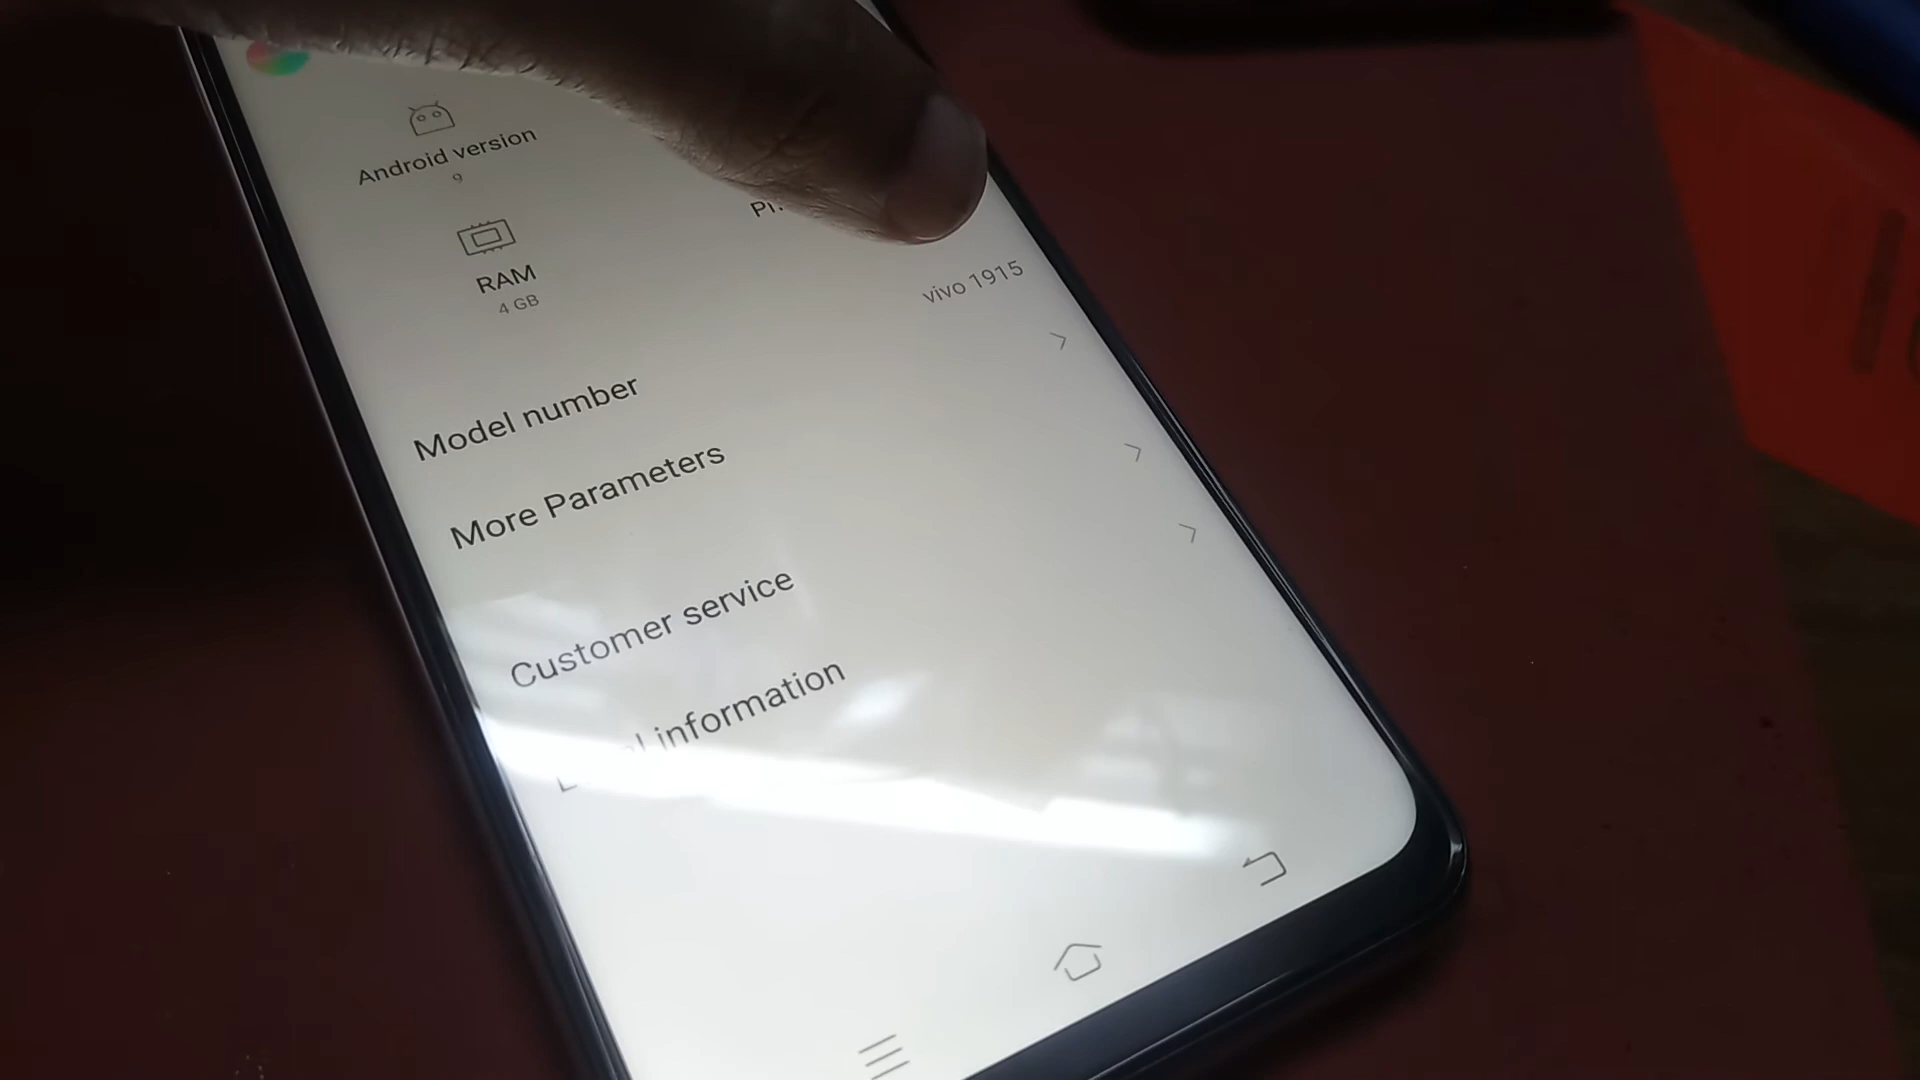 Android version
9
RAM
4 GB
Model number
vivo 1915
More Parameters
Customer service
information